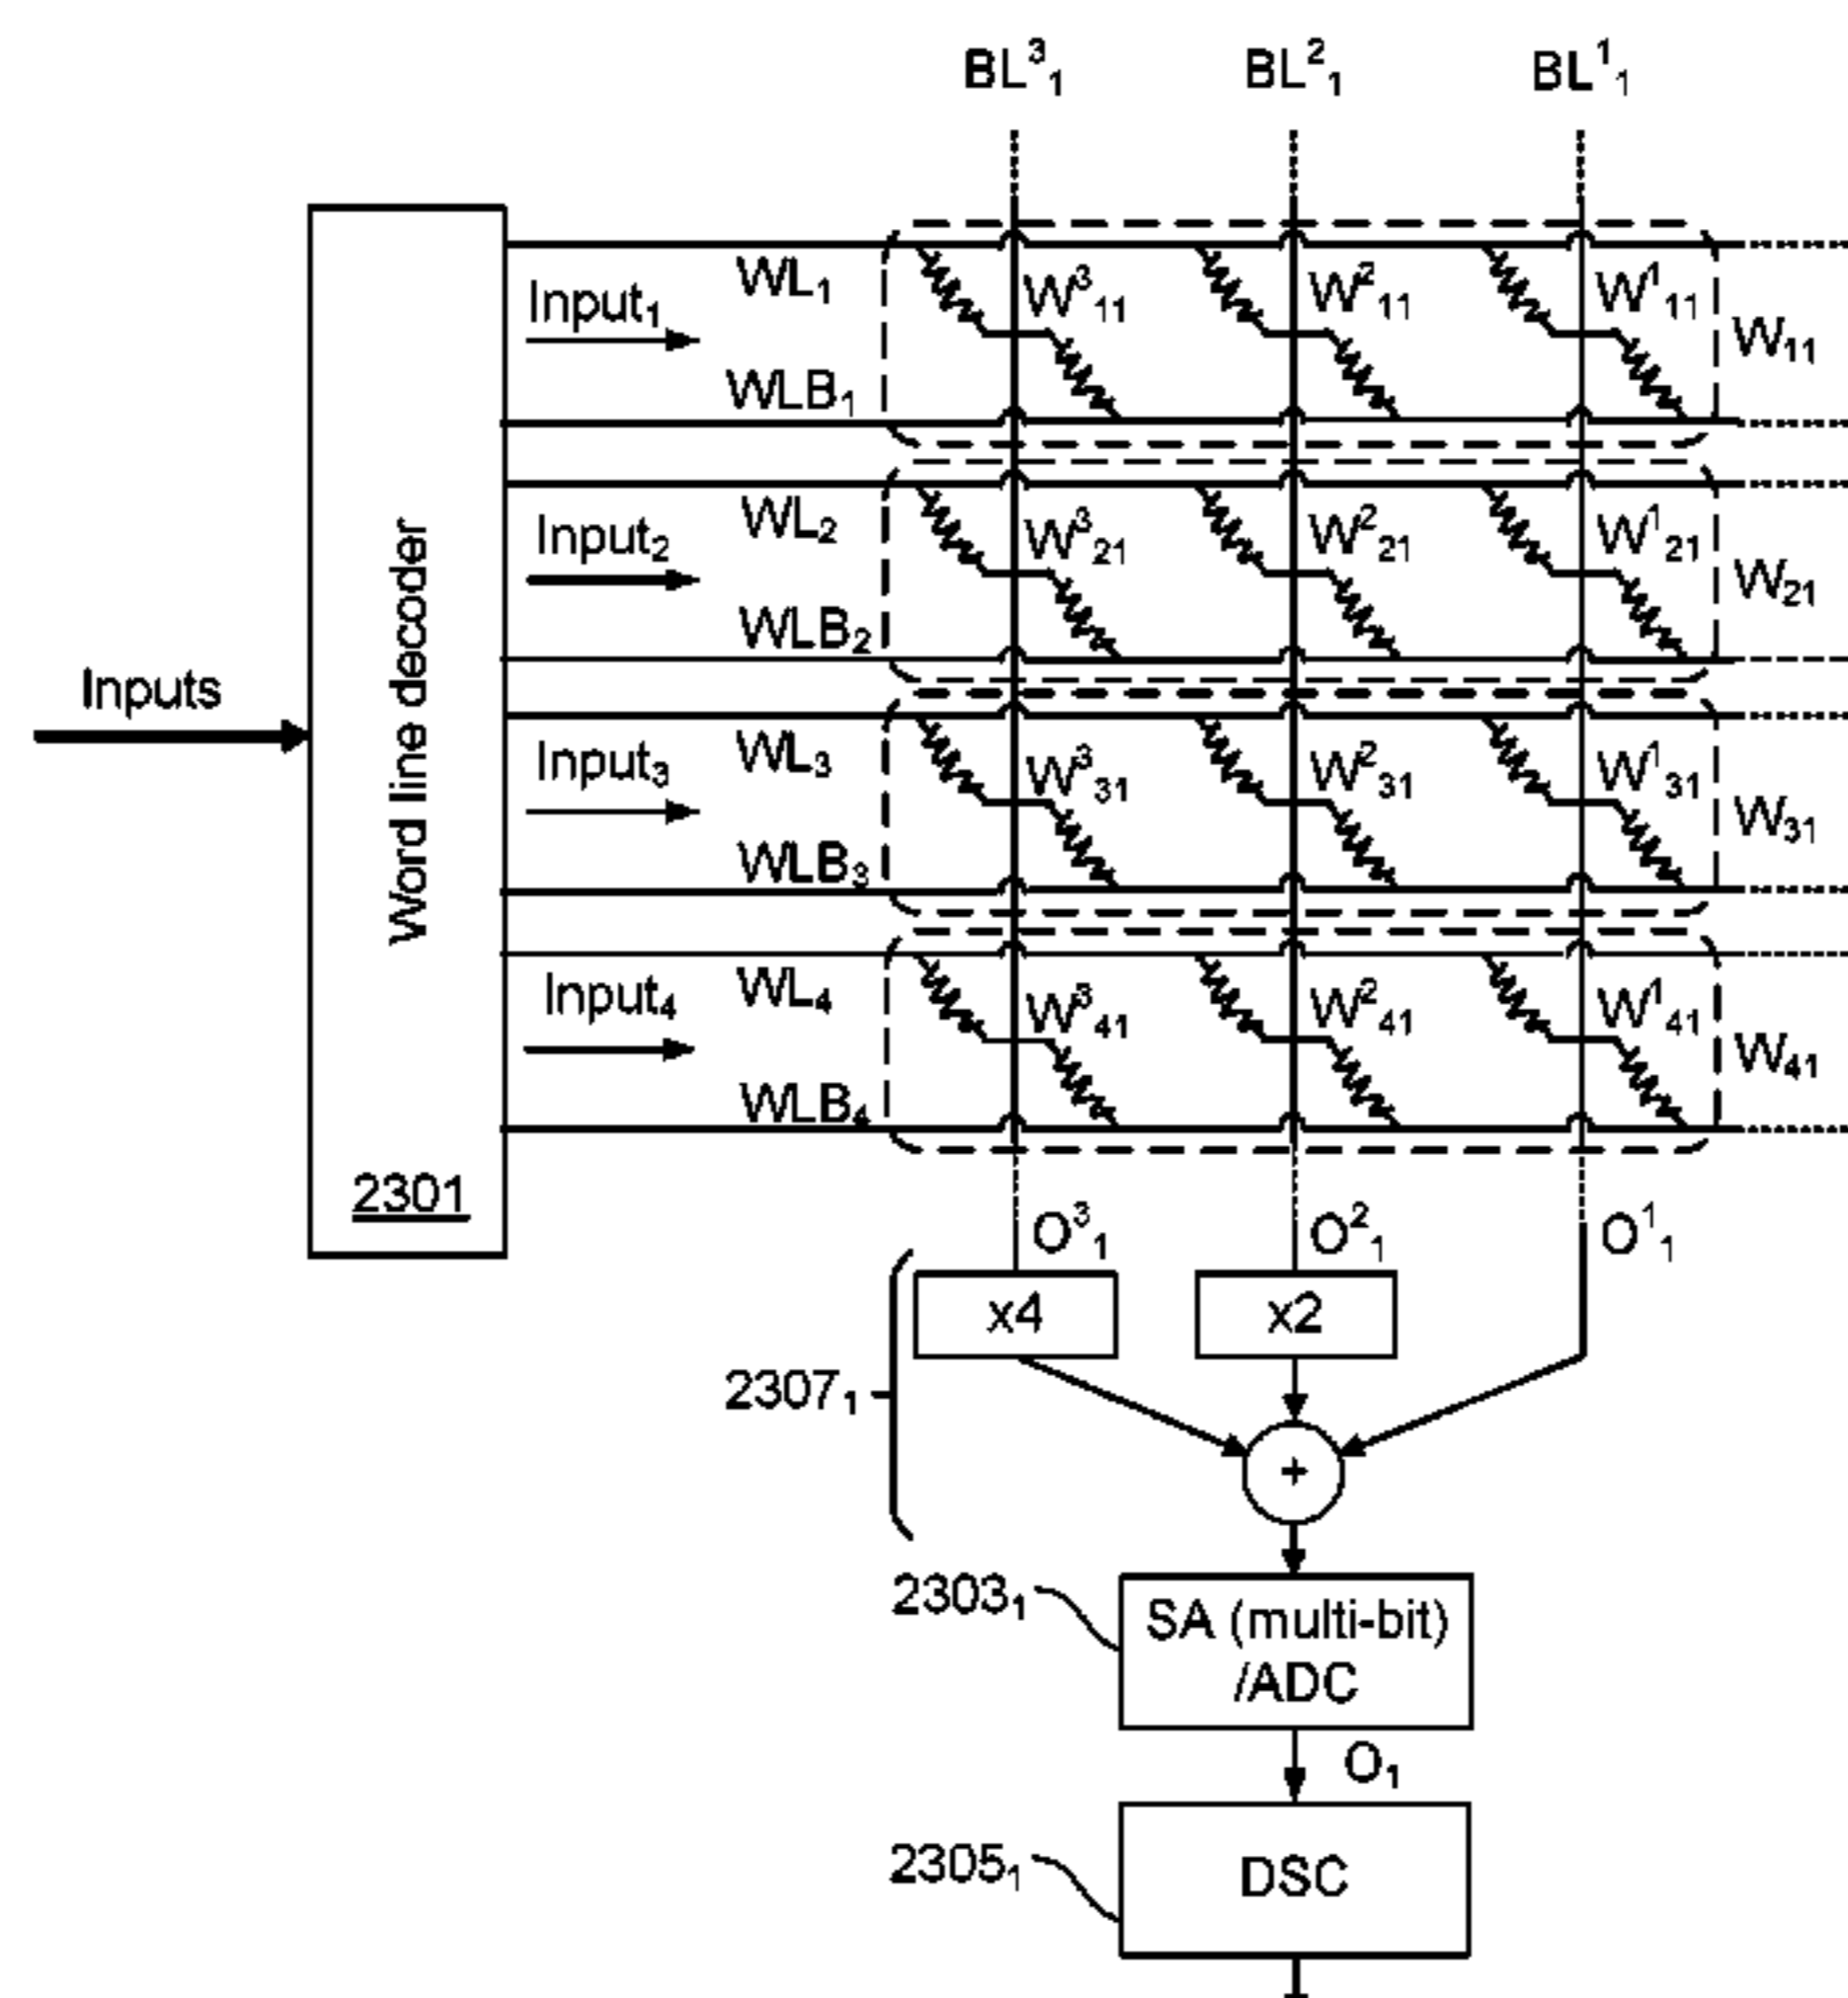 BL³₁ BL²₁ BL¹₁
Input₁ WL₁ W³₁₁ W²₁₁ W¹₁₁ W₁₁
WLB₁
Input₂ WL₂ W³₂₁ W²₂₁ W¹₂₁ W₂₁
WLB₂
Inputs
Word line decoder
Input₃ WL₃ W³₃₁ W²₃₁ W¹₃₁ W₃₁
WLB₃
Input₄ WL₄ W³₄₁ W²₄₁ W¹₄₁ W₄₁
WLB₄
2301
O³₁ O²₁ O¹₁
x4 x2
2307₁
+
2303₁
SA (multi-bit)
/ADC
O₁
2305₁
DSC